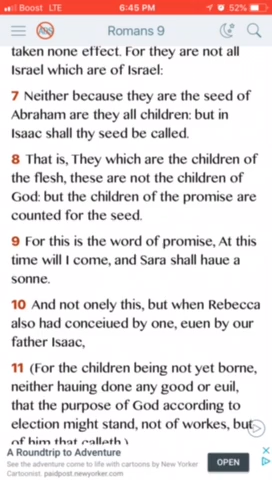 Boost LTE 6:45 PM 52%
Romans 9
taken none effect. For they are not all
Israel which are of Israel:
7 Neither because they are the seed of
Abraham are they all children: but in
Isaac shall thy seed be called.
8 That is, They which are the children of
the flesh, these are not the children of
God: but the children of the promise are
counted for the seed.
9 For this is the word of promise, At this
time will I come, and Sara shall haue a
sonne.
10 And not onely this, but when Rebecca
also had conceiued by one, euen by our
father Isaac,
11 (For the children being not yet borne,
neither hauing done any good or euil,
that the purpose of God according to
election might stand, not of workes, but
of him that calleth.)
A Roundtrip to Adventure
See the adventure come to life with cartoons by New Yorker
Cartoonist. paidpost.newyorker.com
OPEN